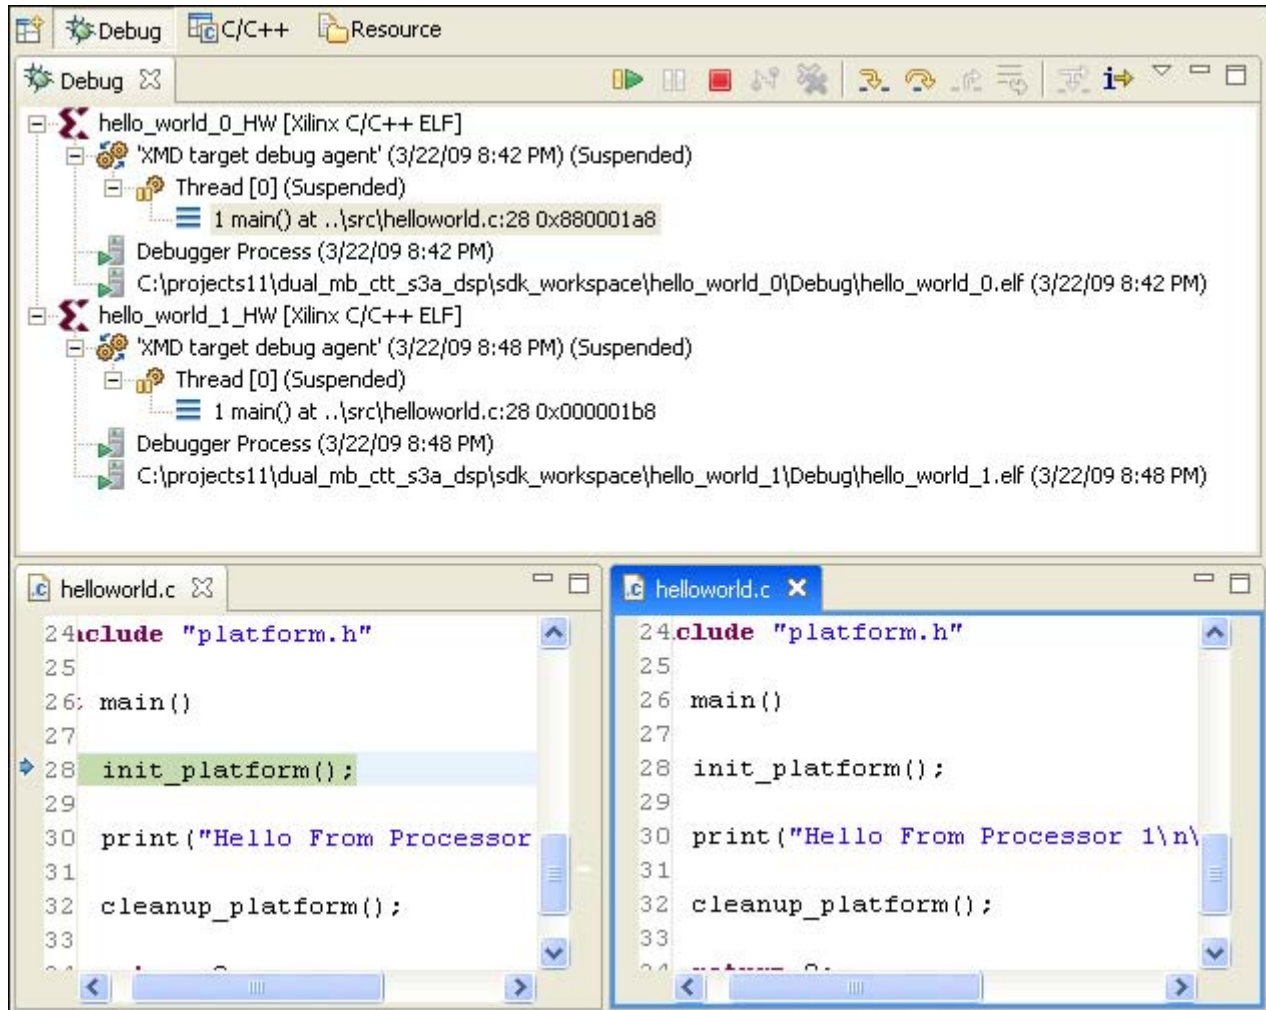 Debug C/C++ Resource
Debug
hello_world_0_HW [Xilinx C/C++ ELF]
'XMD target debug agent' (3/22/09 8:42 PM) (Suspended)
Thread [0] (Suspended)
1 main() at ..\src\helloworld.c:28 0x880001a8
Debugger Process (3/22/09 8:42 PM)
C:\projects11\dual_mb_ctt_s3a_dsp\sdk_workspace\hello_world_0\Debug\hello_world_0.elf (3/22/09 8:42 PM)
hello_world_1_HW [Xilinx C/C++ ELF]
'XMD target debug agent' (3/22/09 8:48 PM) (Suspended)
Thread [0] (Suspended)
1 main() at ..\src\helloworld.c:28 0x000001b8
Debugger Process (3/22/09 8:48 PM)
C:\projects11\dual_mb_ctt_s3a_dsp\sdk_workspace\hello_world_1\Debug\hello_world_1.elf (3/22/09 8:48 PM)
helloworld.c
24 clude "platform.h"
25
26 main()
27
28 init_platform();
29
30 print("Hello From Processor
31
32 cleanup_platform();
33
helloworld.c
24 clude "platform.h"
25
26 main()
27
28 init_platform();
29
30 print("Hello From Processor 1\n\
31
32 cleanup_platform();
33